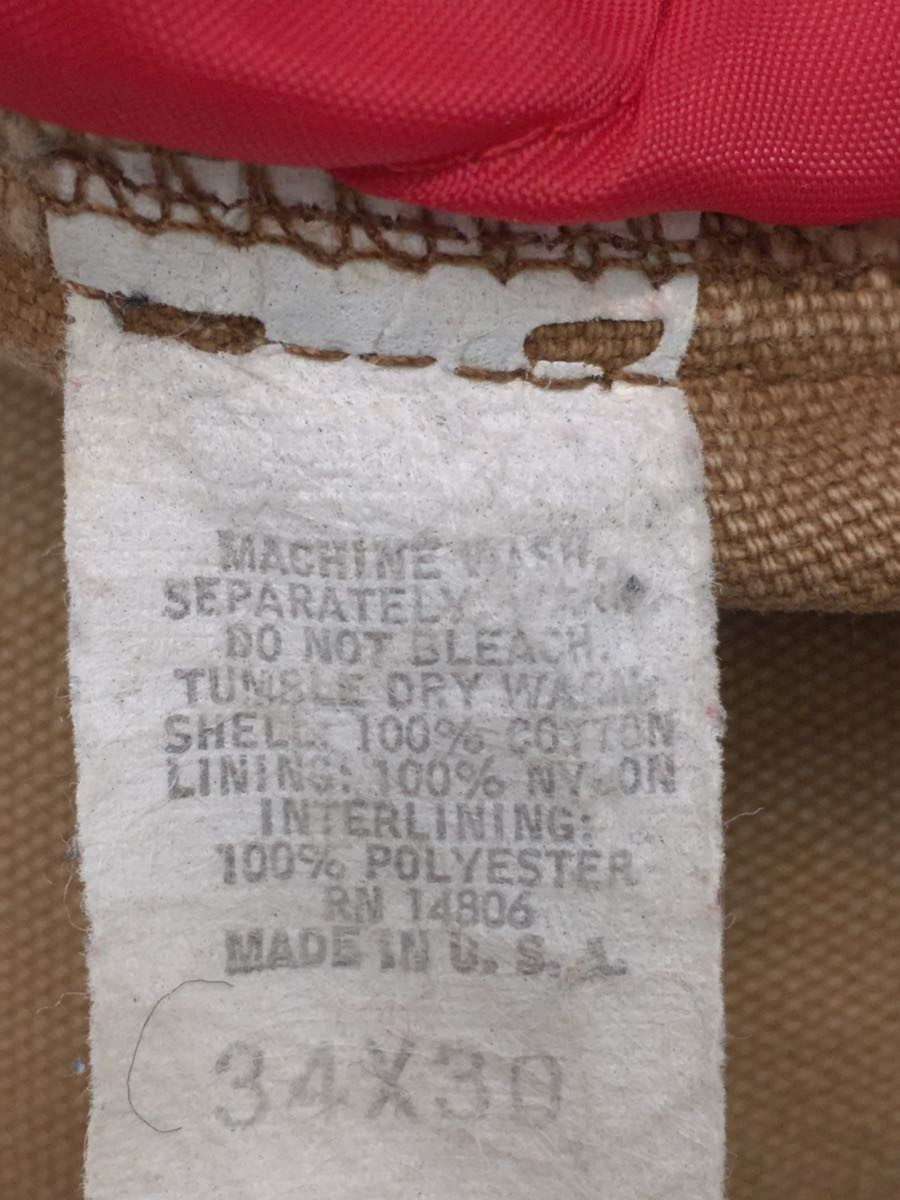 MACHINE WASH,
SEPARATELY, WARM.
DO NOT BLEACH.
TUMBLE DRY WARM.
SHELL: 100% COTTON
LINING: 100% NYLON
INTERLINING:
100% POLYESTER
RN 14806
MADE IN U. S. A.
34X30